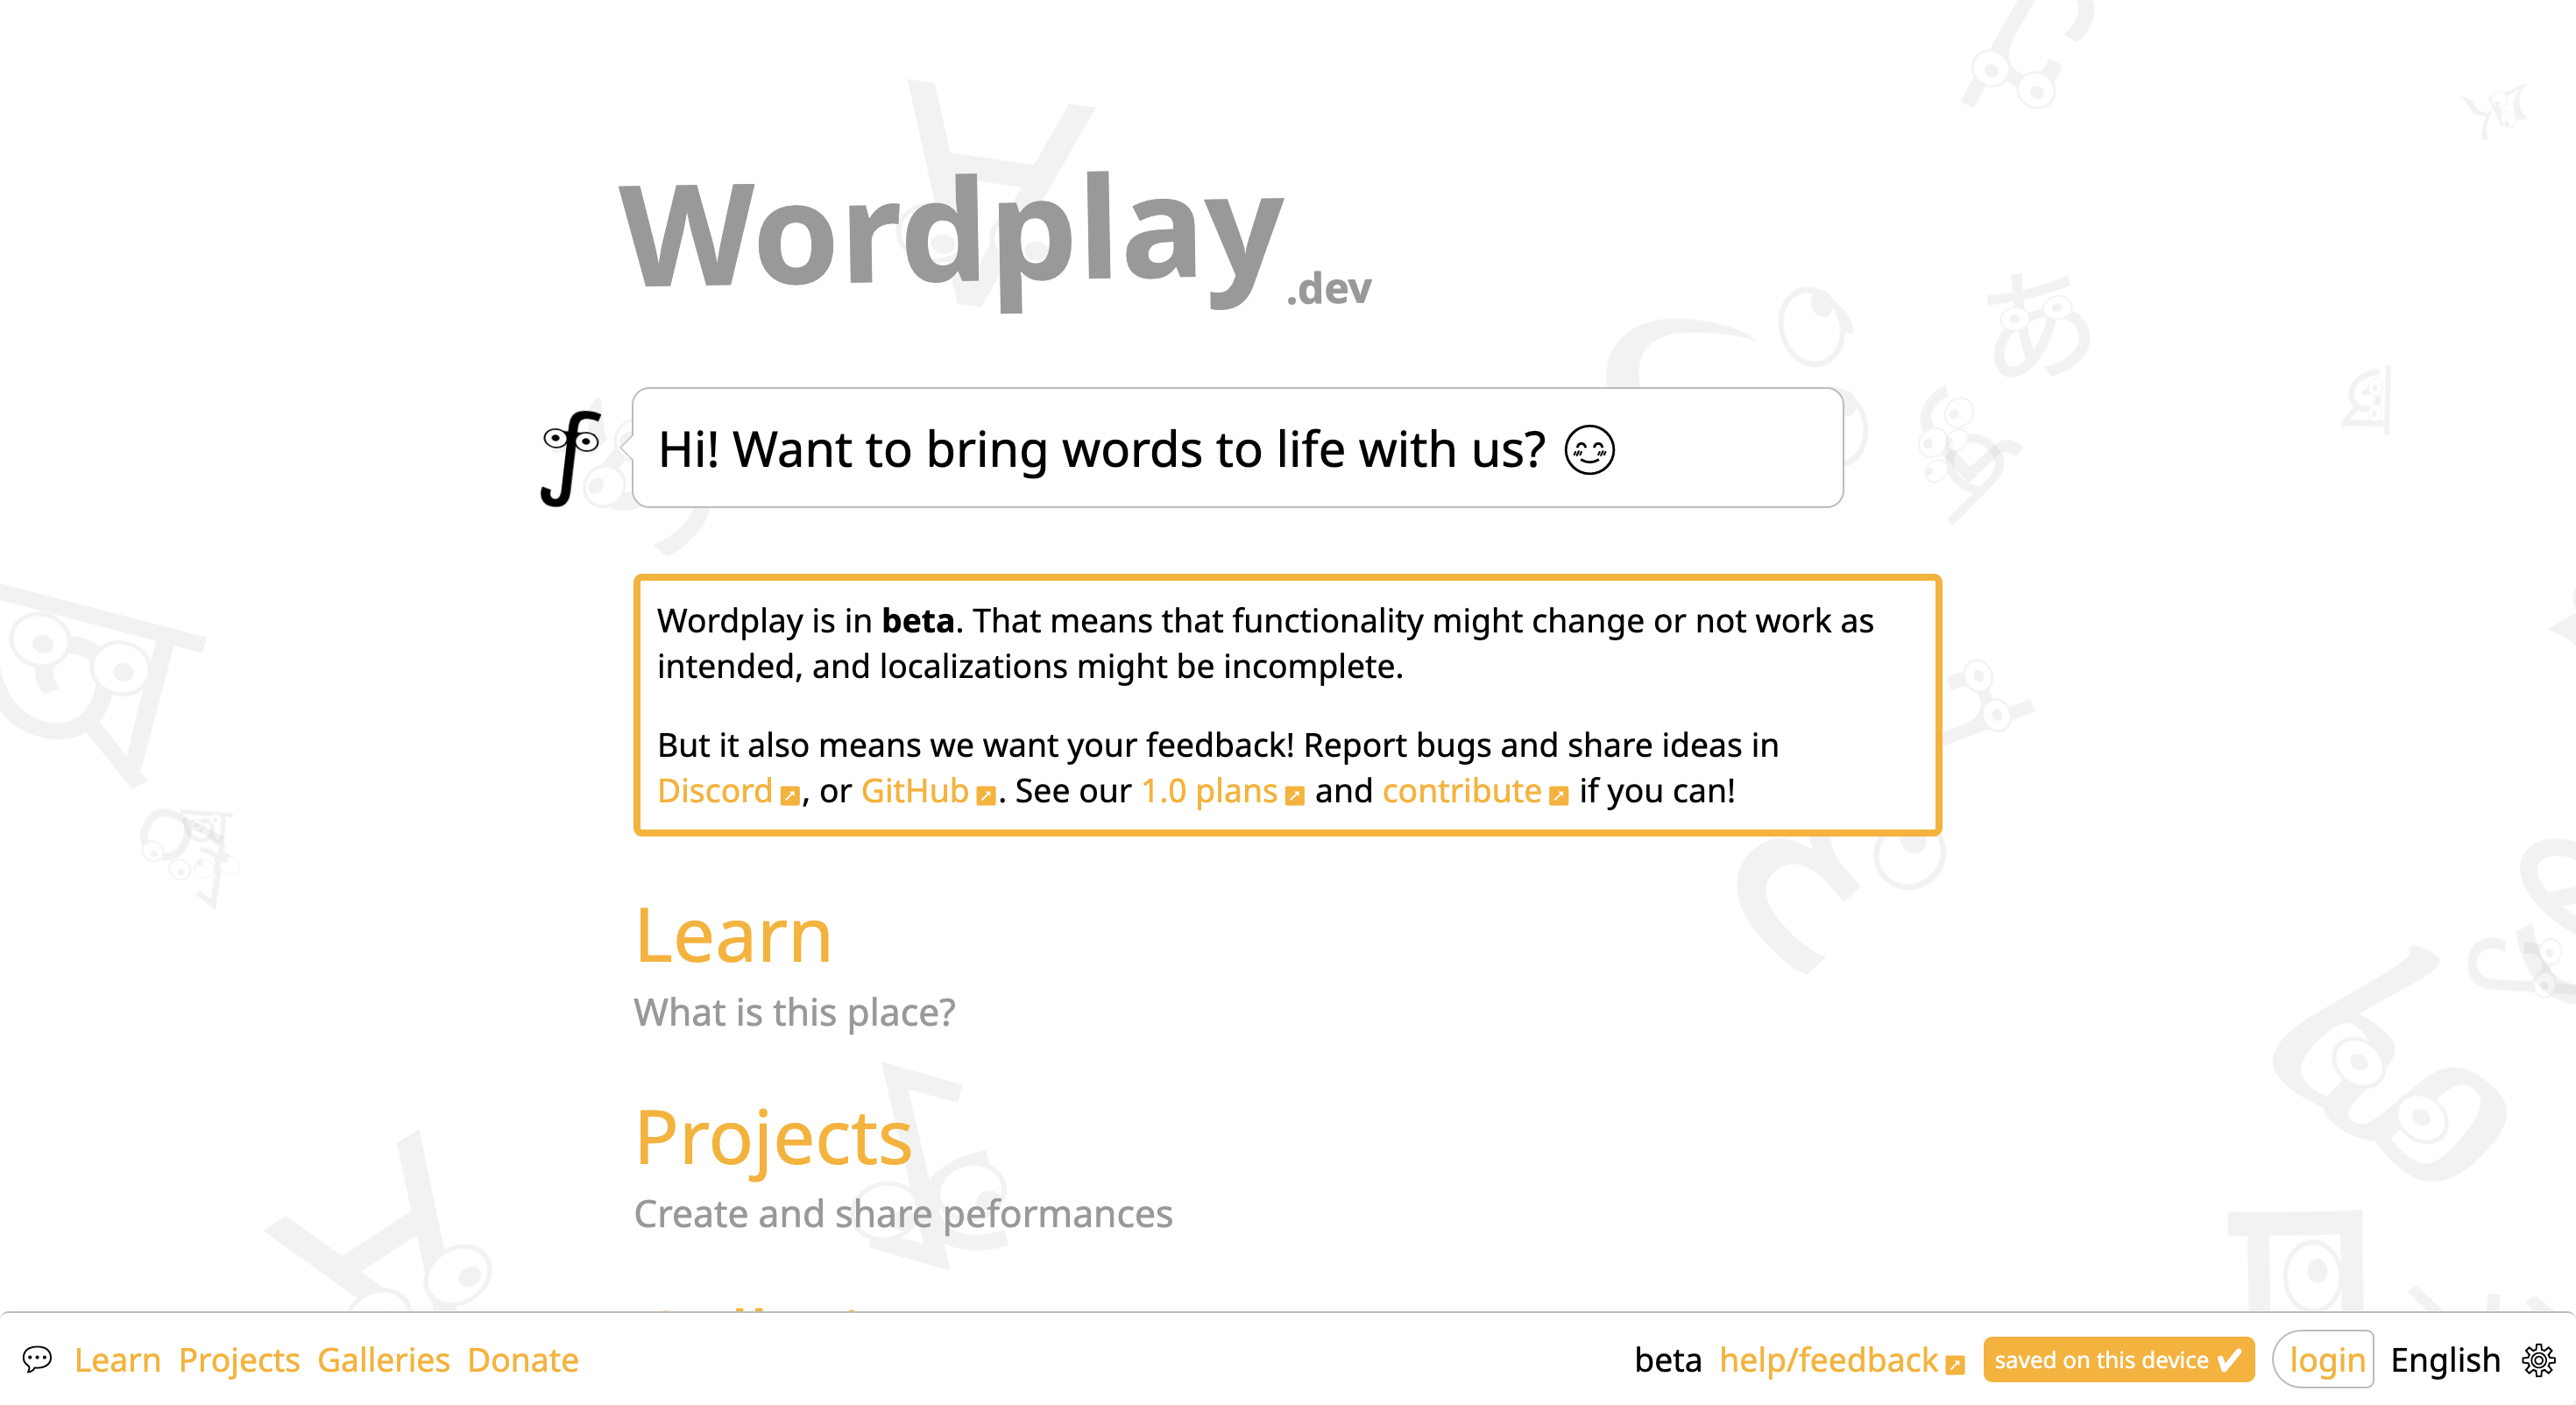 Wordplay.dev
Hi! Want to bring words to life with us? 😊
Wordplay is in beta. That means that functionality might change or not work as
intended, and localizations might be incomplete.
But it also means we want your feedback! Report bugs and share ideas in
Discord, or GitHub. See our 1.0 plans and contribute if you can!
Learn
What is this place?
Projects
Create and share peformances
Learn Projects Galleries Donate
beta help/feedback saved on this device ✔ login English